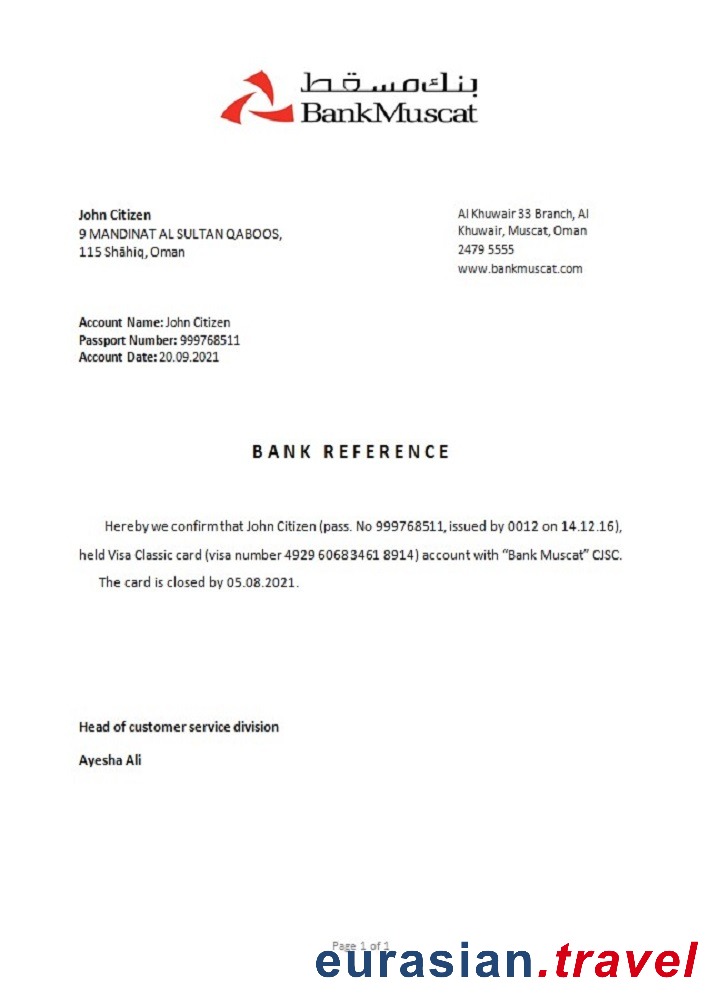 بنك مسقط
BankMuscat
John Citizen
9 MANDINAT AL SULTAN QABOOS,
115 Shāhiq, Oman
Al Khuwair 33 Branch, Al
Khuwair, Muscat, Oman
2479 5555
www.bankmuscat.com
Account Name: John Citizen
Passport Number: 999768511
Account Date: 20.09.2021
BANK REFERENCE
Hereby we confirm that John Citizen (pass. No 999768511, issued by 0012 on 14.12.16),
held Visa Classic card (visa number 4929 6068 3461 8914) account with “Bank Muscat” CJSC.
The card is closed by 05.08.2021.
Head of customer service division
Ayesha Ali
Page 1 of 1
eurasian.travel